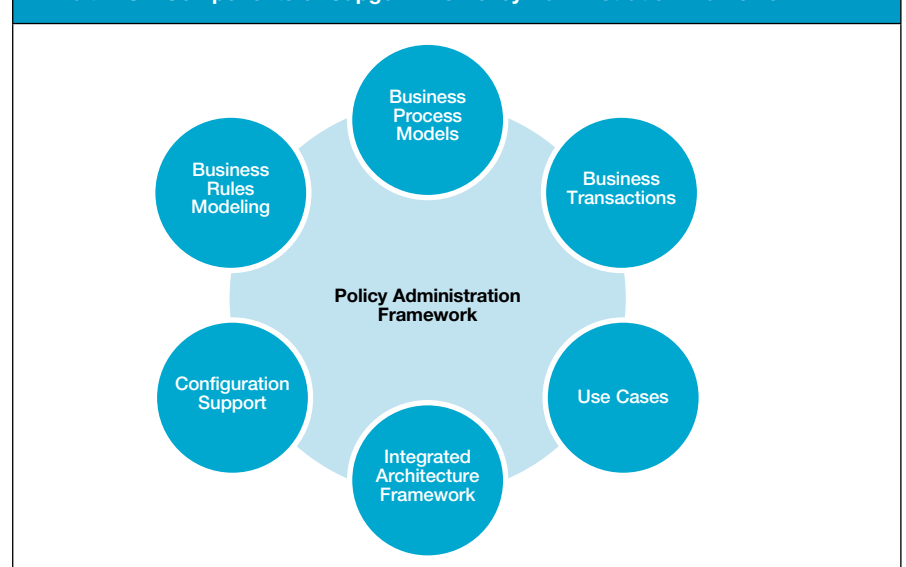 Business
Process
Models
Business
Rules
Modeling
Business
Transactions
Policy Administration
Framework
Configuration
Support
Use Cases
Integrated
Architecture
Framework